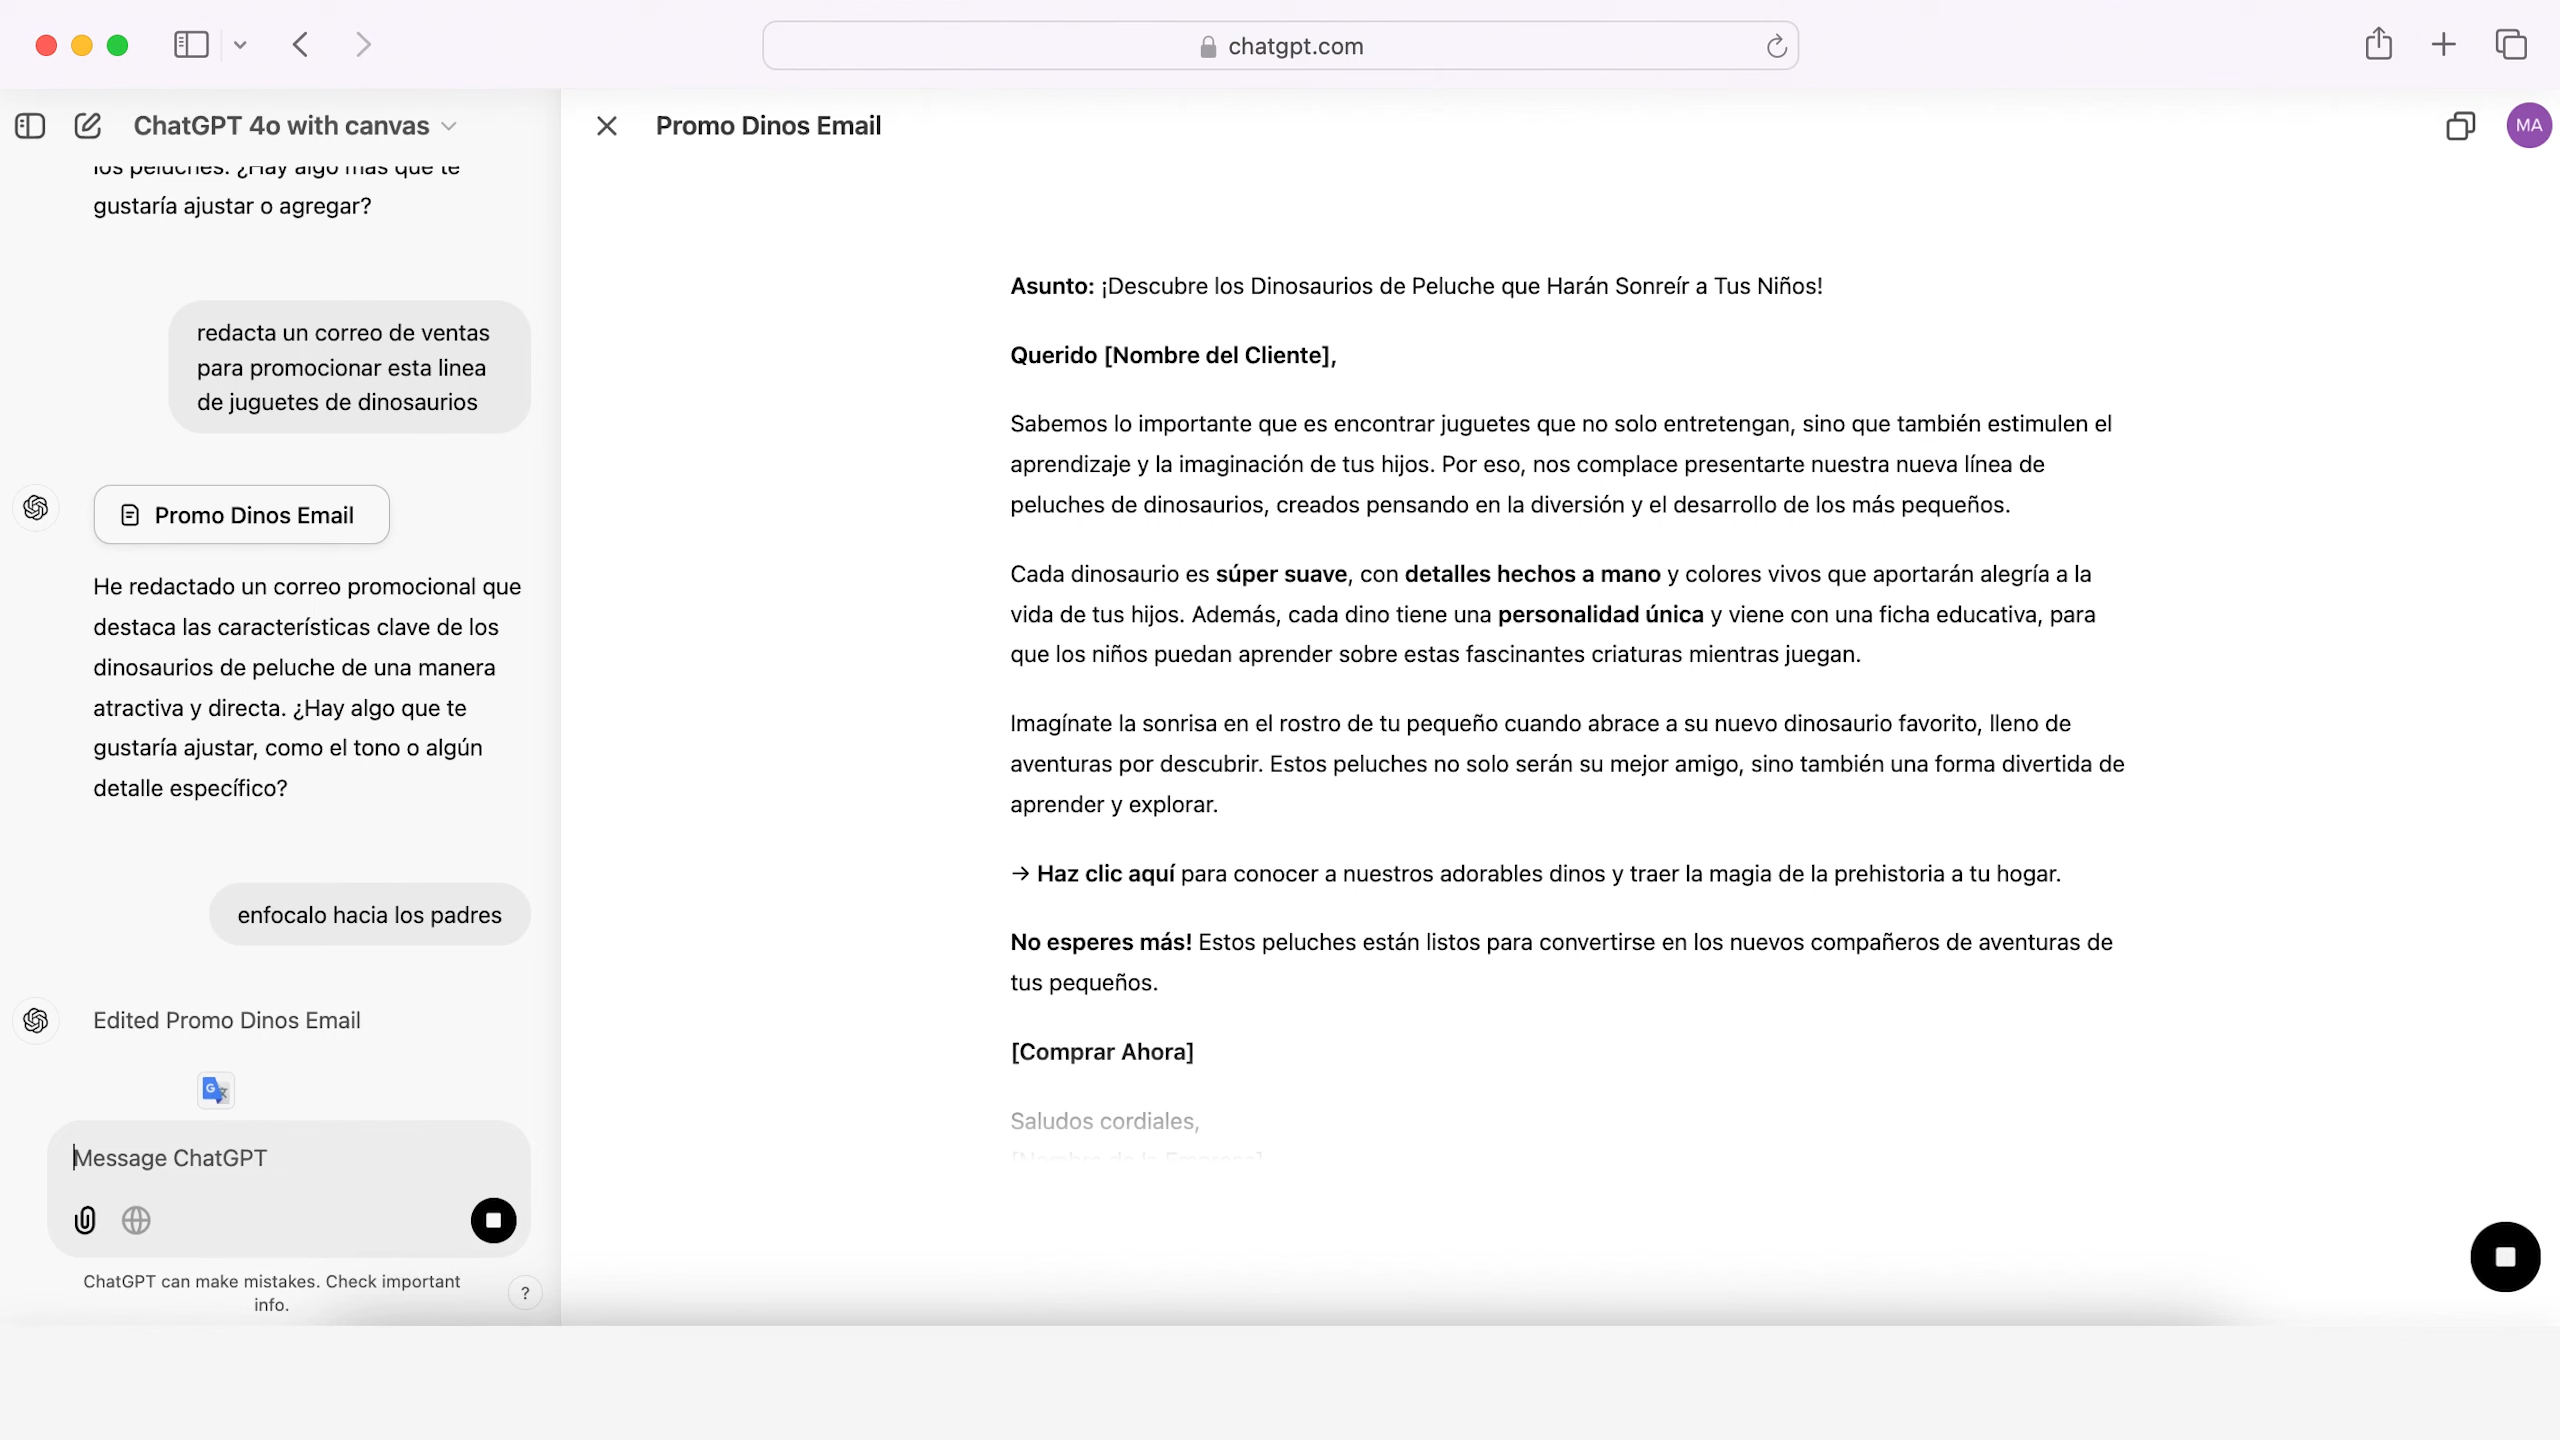 chatgpt.com
ChatGPT 4o with canvas
los peluches. ¿Hay algo más que te
gustaría ajustar o agregar?
redacta un correo de ventas
para promocionar esta linea
de juguetes de dinosaurios
Promo Dinos Email
He redactado un correo promocional que
destaca las características clave de los
dinosaurios de peluche de una manera
atractiva y directa. ¿Hay algo que te
gustaría ajustar, como el tono o algún
detalle específico?
enfocalo hacia los padres
Edited Promo Dinos Email
Message ChatGPT
ChatGPT can make mistakes. Check important
info.
?
Promo Dinos Email
MA
Asunto: ¡Descubre los Dinosaurios de Peluche que Harán Sonreír a Tus Niños!
Querido [Nombre del Cliente],
Sabemos lo importante que es encontrar juguetes que no solo entretengan, sino que también estimulen el
aprendizaje y la imaginación de tus hijos. Por eso, nos complace presentarte nuestra nueva línea de
peluches de dinosaurios, creados pensando en la diversión y el desarrollo de los más pequeños.
Cada dinosaurio es súper suave, con detalles hechos a mano y colores vivos que aportarán alegría a la
vida de tus hijos. Además, cada dino tiene una personalidad única y viene con una ficha educativa, para
que los niños puedan aprender sobre estas fascinantes criaturas mientras juegan.
Imagínate la sonrisa en el rostro de tu pequeño cuando abrace a su nuevo dinosaurio favorito, lleno de
aventuras por descubrir. Estos peluches no solo serán su mejor amigo, sino también una forma divertida de
aprender y explorar.
→ Haz clic aquí para conocer a nuestros adorables dinos y traer la magia de la prehistoria a tu hogar.
No esperes más! Estos peluches están listos para convertirse en los nuevos compañeros de aventuras de
tus pequeños.
[Comprar Ahora]
Saludos cordiales,
[Nombre de la Empresa]